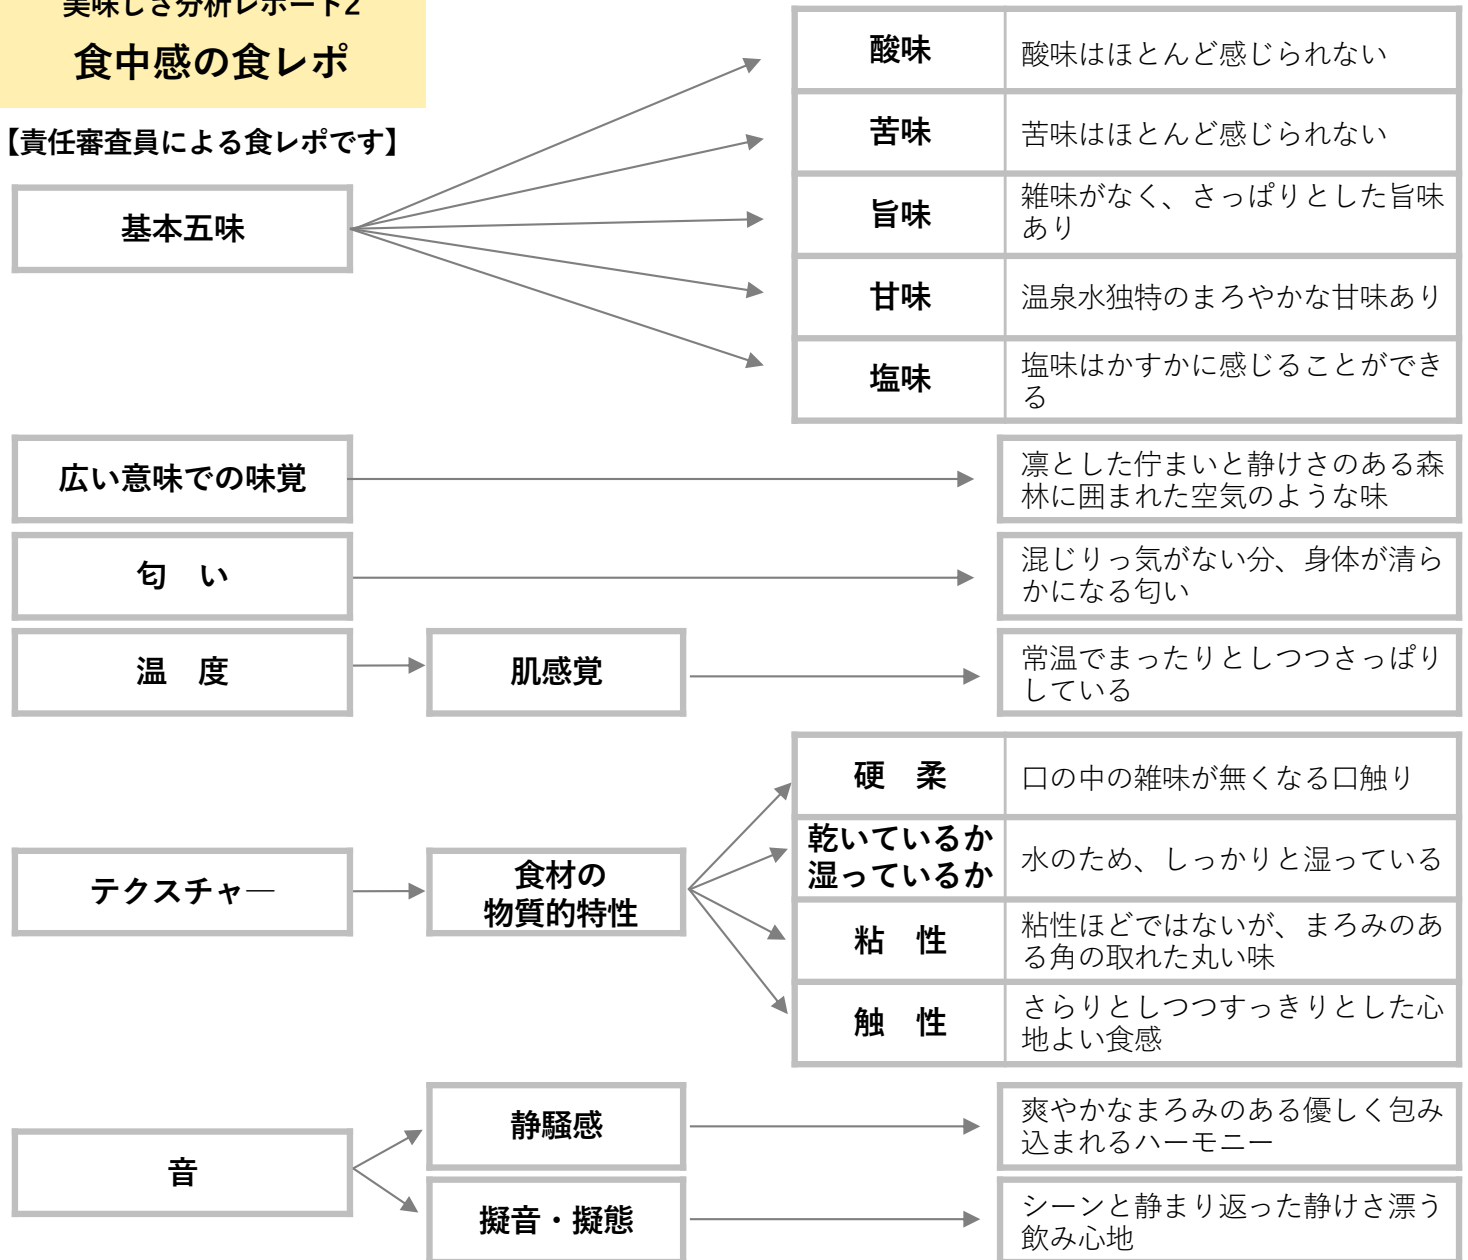 美味しさ分析レポート2
食中感の食レポ
【責任審査員による食レポです】
基本五味
酸味
酸味はほとんど感じられない
苦味
苦味はほとんど感じられない
旨味
雑味がなく、さっぱりとした旨味
あり
甘味
温泉水独特のまろやかな甘味あり
塩味
塩味はかすかに感じることができ
る
広い意味での味覚
凛とした佇まいと静けさのある森
林に囲まれた空気のような味
匂　い
混じりっ気がない分、身体が清ら
かになる匂い
温　度
肌感覚
常温でまったりとしつつさっぱり
している
テクスチャ―
食材の
物質的特性
硬　柔
口の中の雑味が無くなる口触り
乾いているか
湿っているか
水のため、しっかりと湿っている
粘　性
粘性ほどではないが、まろみのあ
る角の取れた丸い味
触　性
さらりとしつつすっきりとした心
地よい食感
音
静騒感
爽やかなまろみのある優しく包み
込まれるハーモニー
擬音・擬態
シーンと静まり返った静けさ漂う
飲み心地